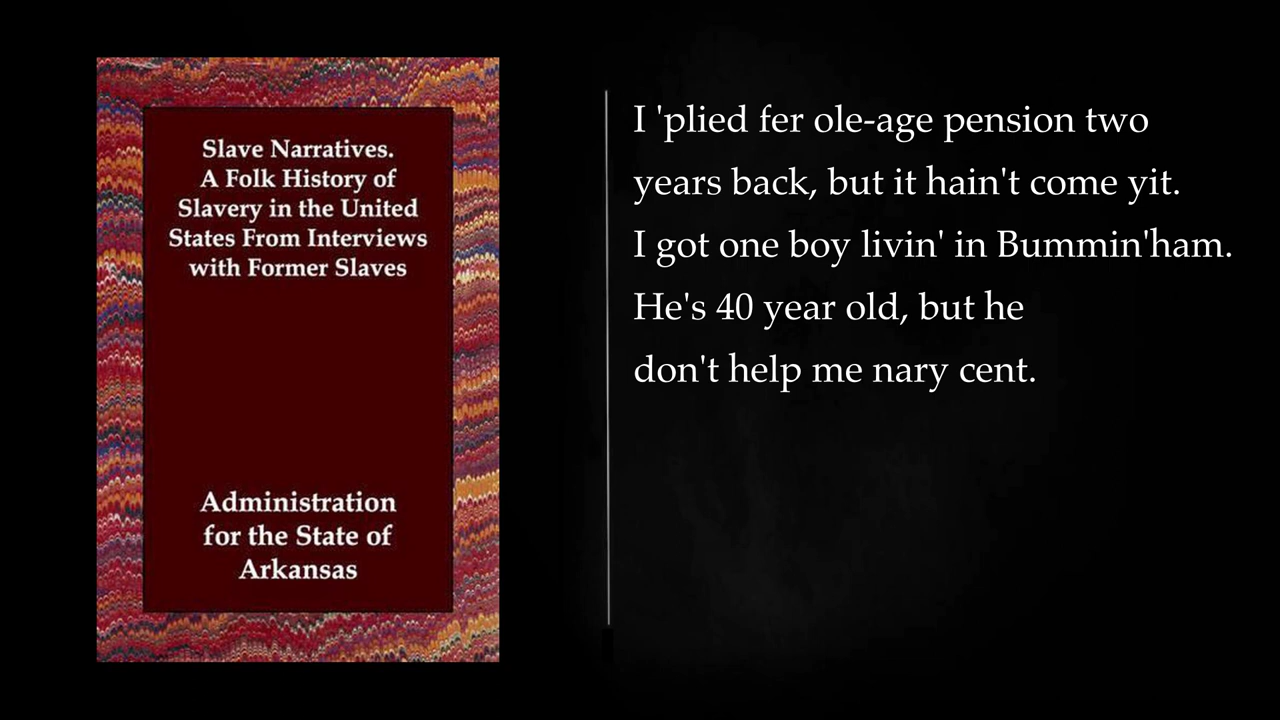 Slave Narratives.
A Folk History of
Slavery in the United
States From Interviews
with Former Slaves
Administration
for the State of
Arkansas
I 'plied fer ole-age pension two
years back, but it hain't come yit.
I got one boy livin' in Bummin'ham.
He's 40 year old, but he
don't help me nary cent.